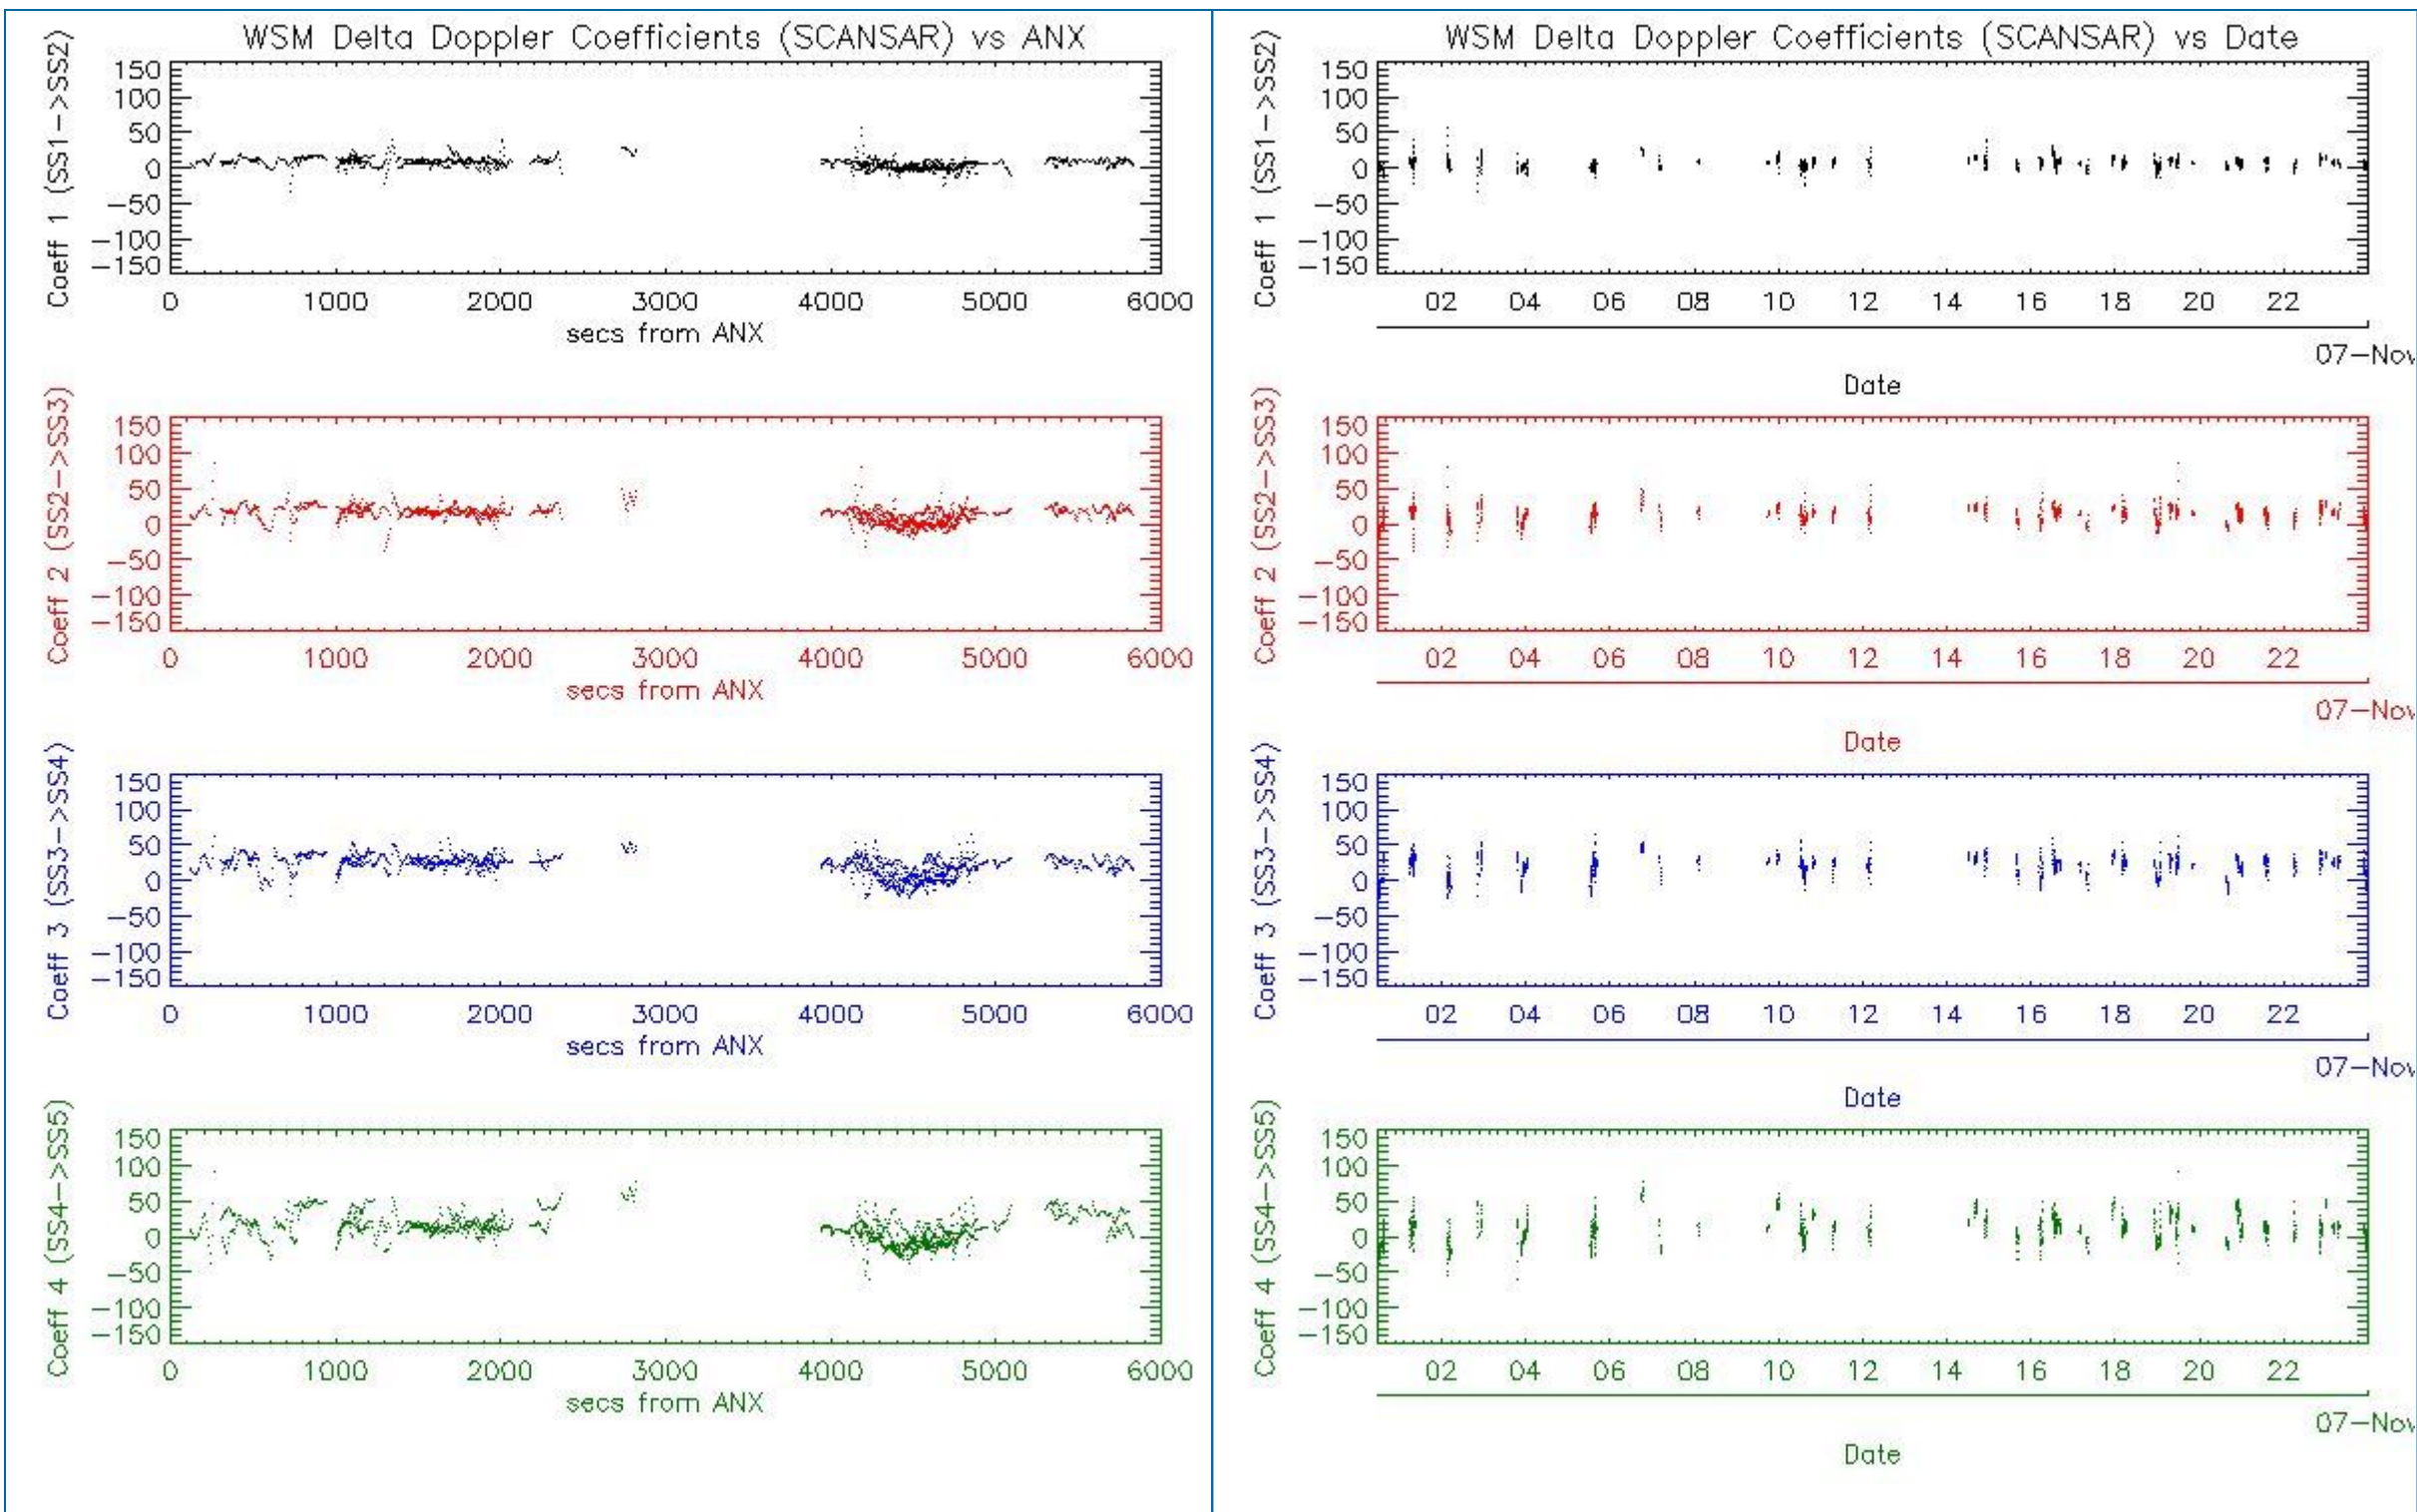 WSM Delta Doppler Coefficients (SCANSAR) vs ANX
Coeff 1 (SS1->SS2)
150
100
50
0
-50
-100
-150
0 1000 2000 3000 4000 5000 6000
secs from ANX
Coeff 2 (SS2->SS3)
150
100
50
0
-50
-100
-150
0 1000 2000 3000 4000 5000 6000
secs from ANX
Coeff 3 (SS3->SS4)
150
100
50
0
-50
-100
-150
0 1000 2000 3000 4000 5000 6000
secs from ANX
Coeff 4 (SS4->SS5)
150
100
50
0
-50
-100
-150
0 1000 2000 3000 4000 5000 6000
secs from ANX
WSM Delta Doppler Coefficients (SCANSAR) vs Date
Coeff 1 (SS1->SS2)
150
100
50
0
-50
-100
-150
02 04 06 08 10 12 14 16 18 20 22
07-Nov
Date
Coeff 2 (SS2->SS3)
150
100
50
0
-50
-100
-150
02 04 06 08 10 12 14 16 18 20 22
07-Nov
Date
Coeff 3 (SS3->SS4)
150
100
50
0
-50
-100
-150
02 04 06 08 10 12 14 16 18 20 22
07-Nov
Date
Coeff 4 (SS4->SS5)
150
100
50
0
-50
-100
-150
02 04 06 08 10 12 14 16 18 20 22
07-Nov
Date